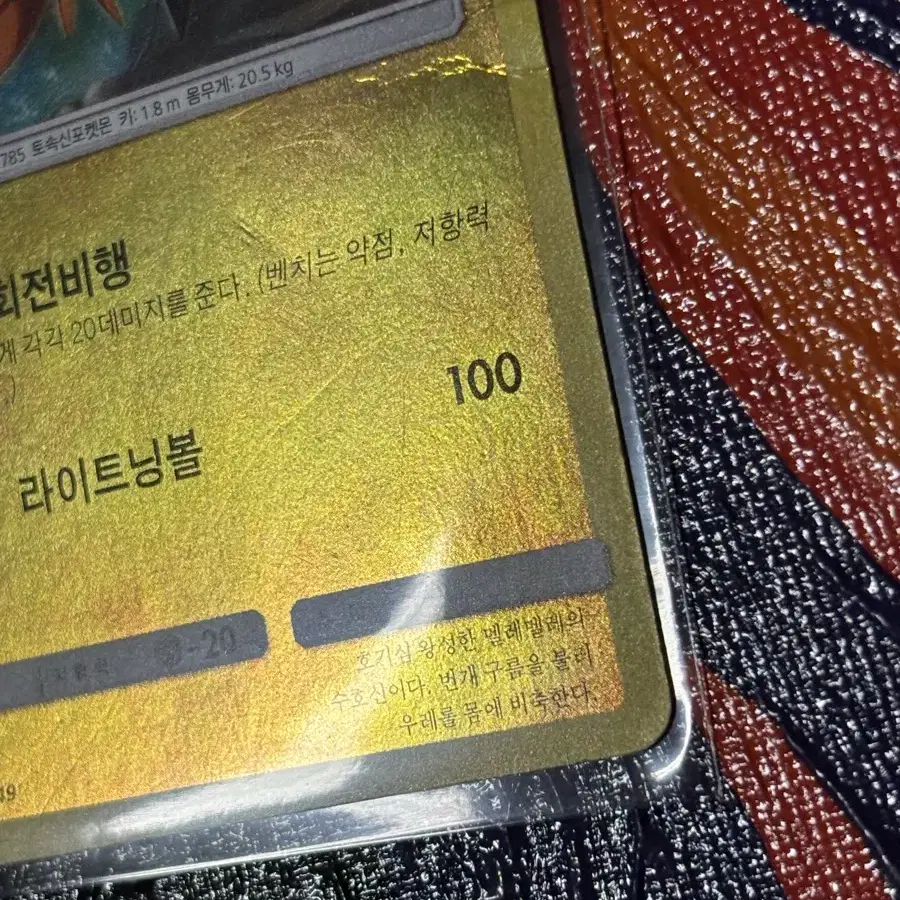 785 토속신포켓몬 키: 1.8 m 몸무게: 20.5 kg
회전비행
게 각각 20데미지를 준다. (벤치는 약점, 저항력
)
라이트닝볼 100
저항력 -20
호기심 왕성한 멜레멜레의
수호신이다. 번개 구름을 불러
우레를 몸에 비축한다.
49